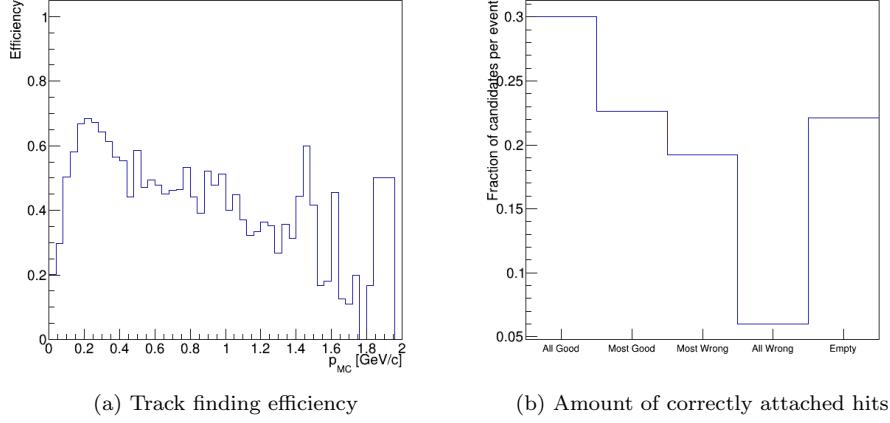 Efficiency
1
0.8
0.6
0.4
0.2
0
0 0.2 0.4 0.6 0.8 1 1.2 1.4 1.6 1.8 2
p_MC [GeV/c]
(a) Track finding efficiency
Fraction of candidates per event
0.3
0.25
0.2
0.15
0.1
0.05
All Good Most Good Most Wrong All Wrong Empty
(b) Amount of correctly attached hits